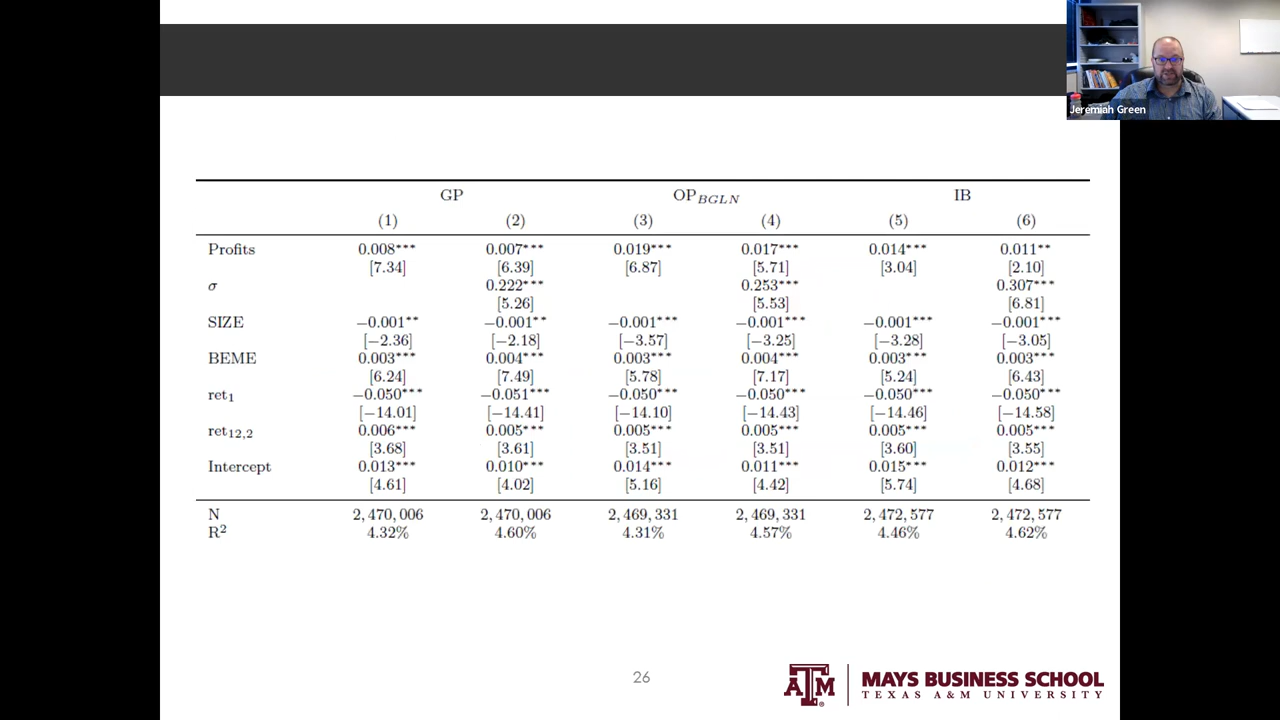 Jeremiah Green
GP OP_{BGLN} IB
(1) (2) (3) (4) (5) (6)
Profits 0.008*** 0.007*** 0.019*** 0.017*** 0.014*** 0.011**
[7.34] [6.39] [6.87] [5.71] [3.04] [2.10]
σ 0.222*** 0.253*** 0.307***
[5.26] [5.53] [6.81]
SIZE −0.001** −0.001** −0.001*** −0.001*** −0.001*** −0.001***
[−2.36] [−2.18] [−3.57] [−3.25] [−3.28] [−3.05]
BEME 0.003*** 0.004*** 0.003*** 0.004*** 0.003*** 0.003***
[6.24] [7.49] [5.78] [7.17] [5.24] [6.43]
ret₁ −0.050*** −0.051*** −0.050*** −0.050*** −0.050*** −0.050***
[−14.01] [−14.41] [−14.10] [−14.43] [−14.46] [−14.58]
ret₁₂,₂ 0.006*** 0.005*** 0.005*** 0.005*** 0.005*** 0.005***
[3.68] [3.61] [3.51] [3.51] [3.60] [3.55]
Intercept 0.013*** 0.010*** 0.014*** 0.011*** 0.015*** 0.012***
[4.61] [4.02] [5.16] [4.42] [5.74] [4.68]
N 2,470,006 2,470,006 2,469,331 2,469,331 2,472,577 2,472,577
R² 4.32% 4.60% 4.31% 4.57% 4.46% 4.62%
26
ATM ®
MAYS BUSINESS SCHOOL
TEXAS A&M UNIVERSITY